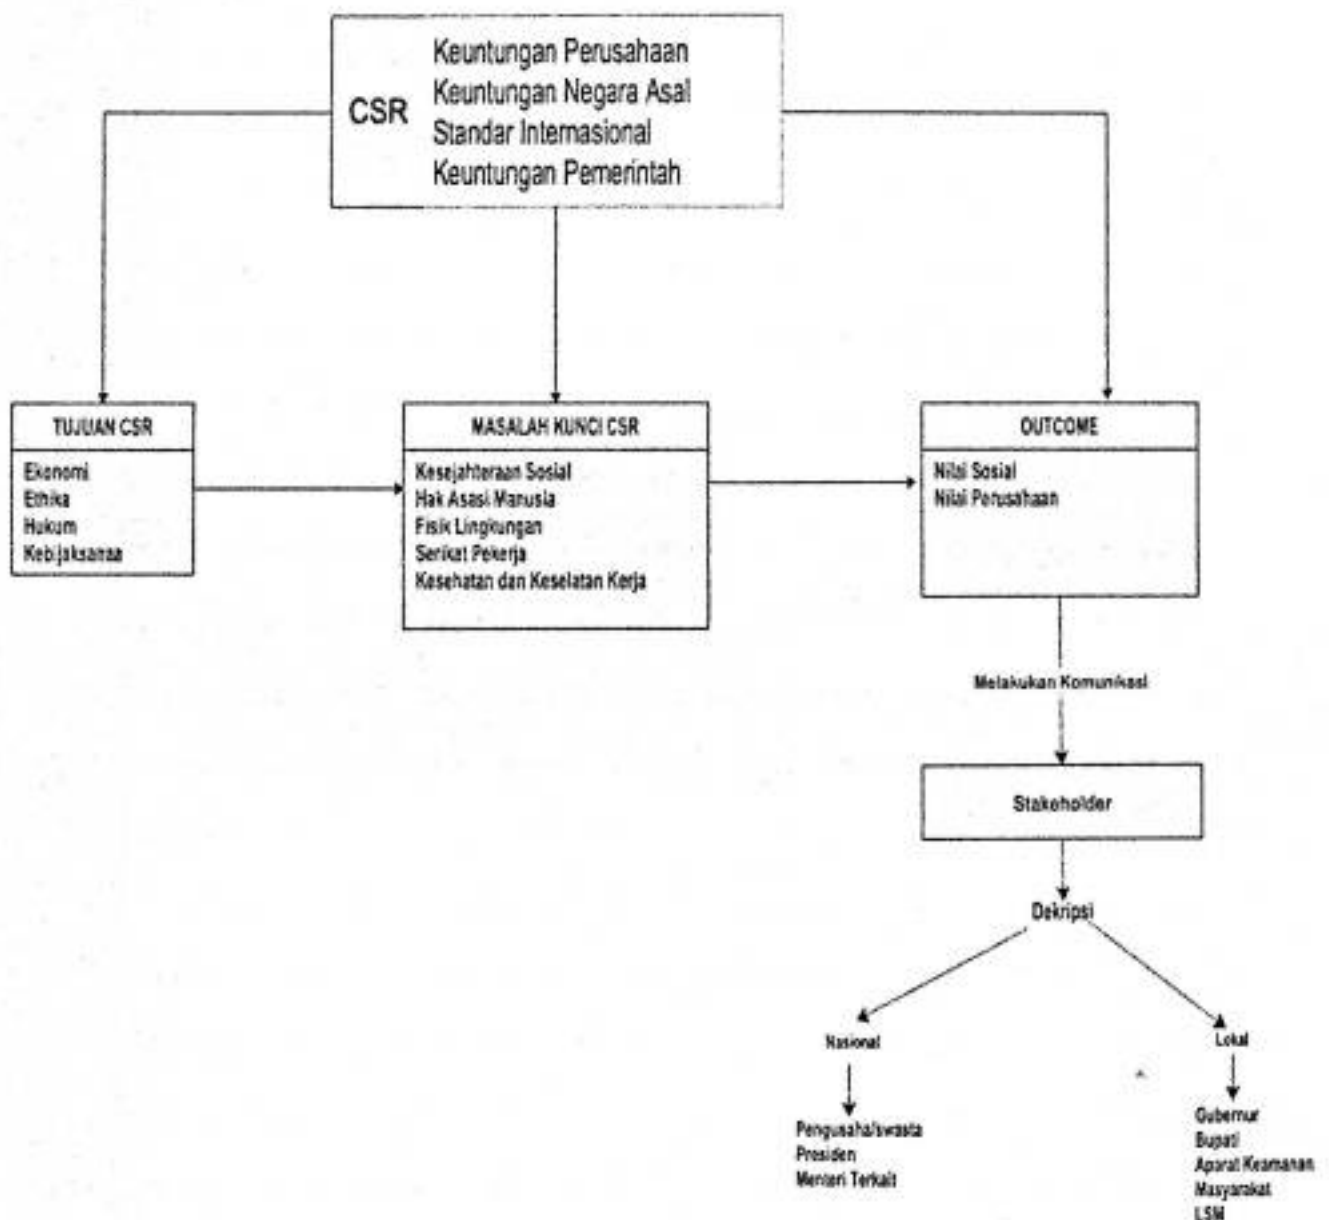 CSR
Keuntungan Perusahaan
Keuntungan Negara Asal
Standar Internasional
Keuntungan Pemerintah
TUJUAN CSR
Ekonomi
Ethika
Hukum
Kebijaksanaa
MASALAH KUNCI CSR
Kesejahteraan Sosial
Hak Asasi Manusia
Fisik Lingkungan
Serikat Pekerja
Kesehatan dan Keselatan Kerja
OUTCOME
Nilai Sosial
Nilai Perusahaan
Melakukan Komunikasi
Stakeholder
Dekripsi
Nasional
Pengusaha/swasta
Presiden
Menteri Terkait
Lokal
Gubernur
Bupati
Aparat Keamanan
Masyarakat
LSM